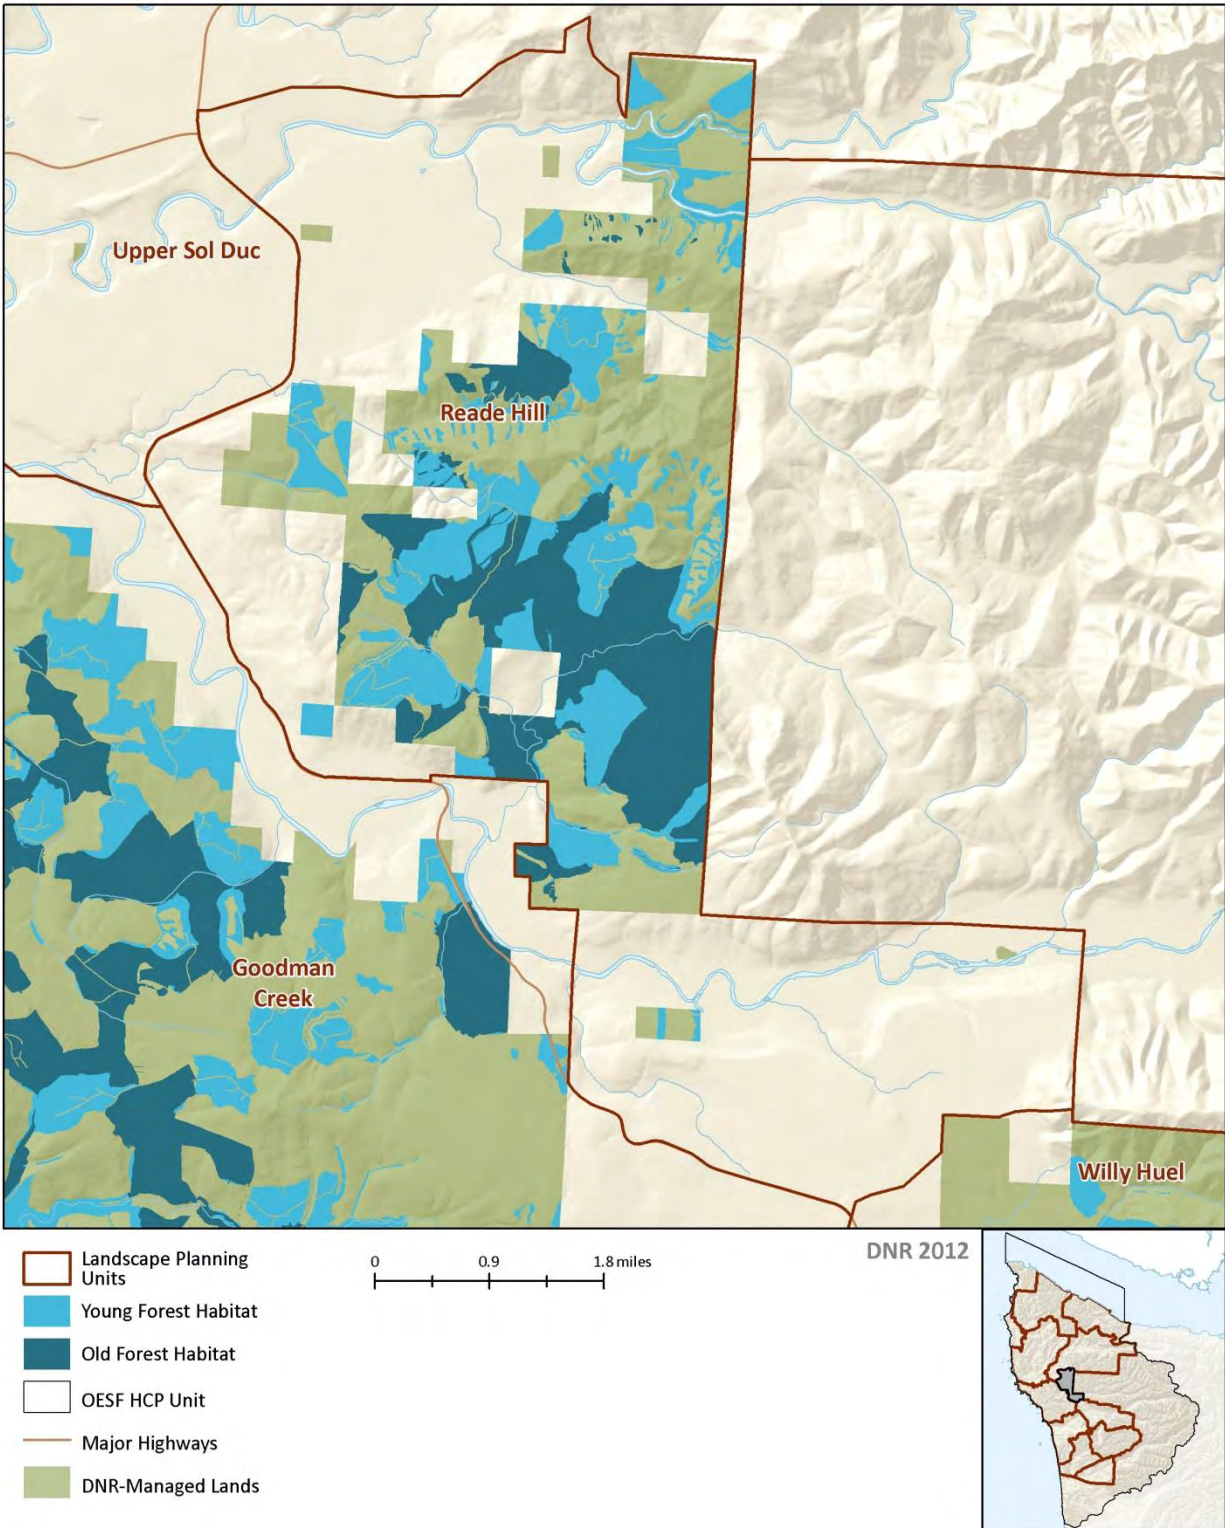 Upper Sol Duc
Reade Hill
Goodman
Creek
Willy Huel
Landscape Planning
Units
Young Forest Habitat
Old Forest Habitat
OESF HCP Unit
Major Highways
DNR-Managed Lands
0 0.9 1.8 miles
DNR 2012